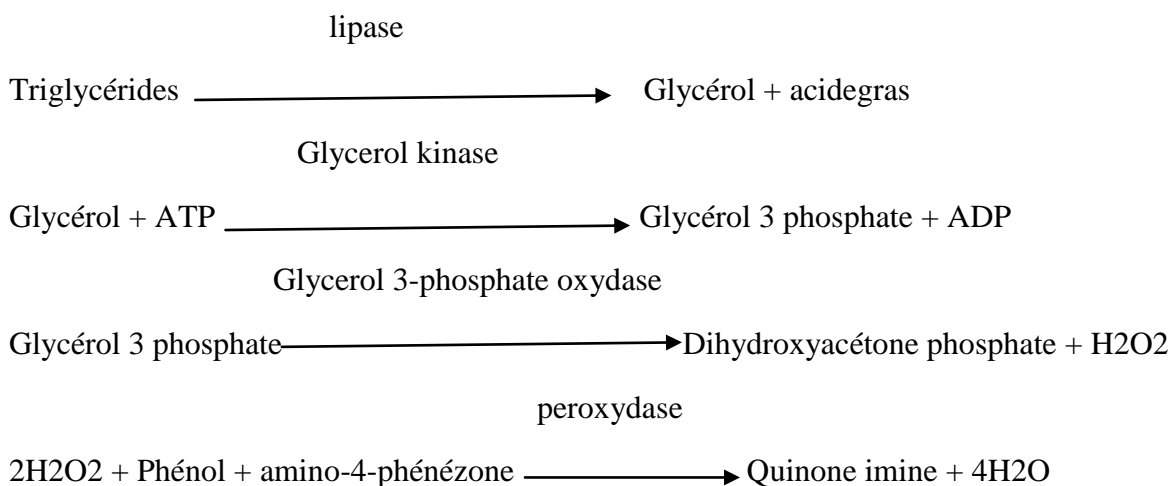 lipase
Triglycérides Glycérol + acidegras
Glycerol kinase
Glycérol + ATP Glycérol 3 phosphate + ADP
Glycerol 3-phosphate oxydase
Glycérol 3 phosphate Dihydroxyacétone phosphate + H2O2
peroxydase
2H2O2 + Phénol + amino-4-phénézone Quinone imine + 4H2O